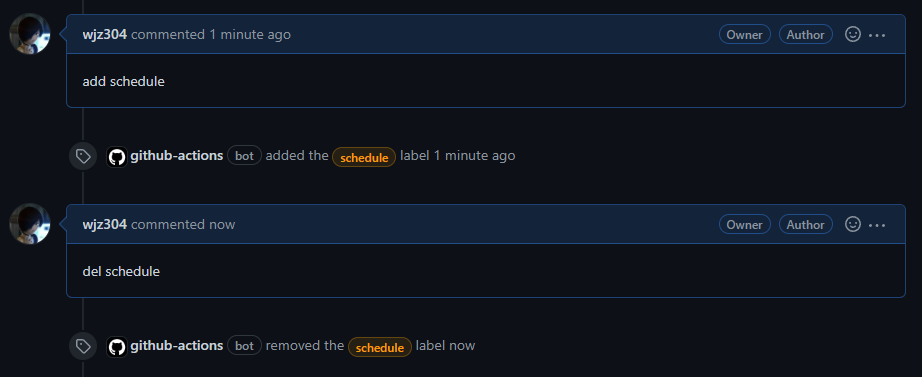 wjz304 commented 1 minute ago Owner Author
add schedule
github-actions bot added the schedule label 1 minute ago
wjz304 commented now Owner Author
del schedule
github-actions bot removed the schedule label now